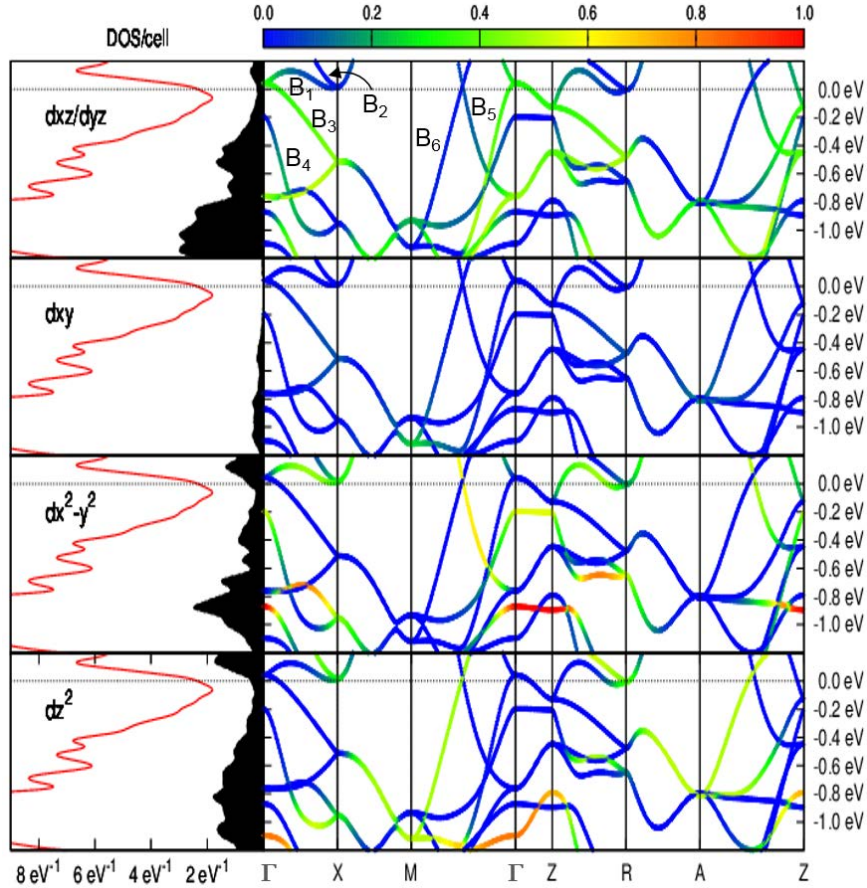 DOS/cell
0.0 0.2 0.4 0.6 0.8 1.0
dxz/dyz
B1
B2
B3
B4
B5
B6
0.0 eV
-0.2 eV
-0.4 eV
-0.6 eV
-0.8 eV
-1.0 eV
dxy
0.0 eV
-0.2 eV
-0.4 eV
-0.6 eV
-0.8 eV
-1.0 eV
dx²-y²
0.0 eV
-0.2 eV
-0.4 eV
-0.6 eV
-0.8 eV
-1.0 eV
dz²
0.0 eV
-0.2 eV
-0.4 eV
-0.6 eV
-0.8 eV
-1.0 eV
8 eV⁻¹ 6 eV⁻¹ 4 eV⁻¹ 2 eV⁻¹ Γ X M Γ Z R A Z